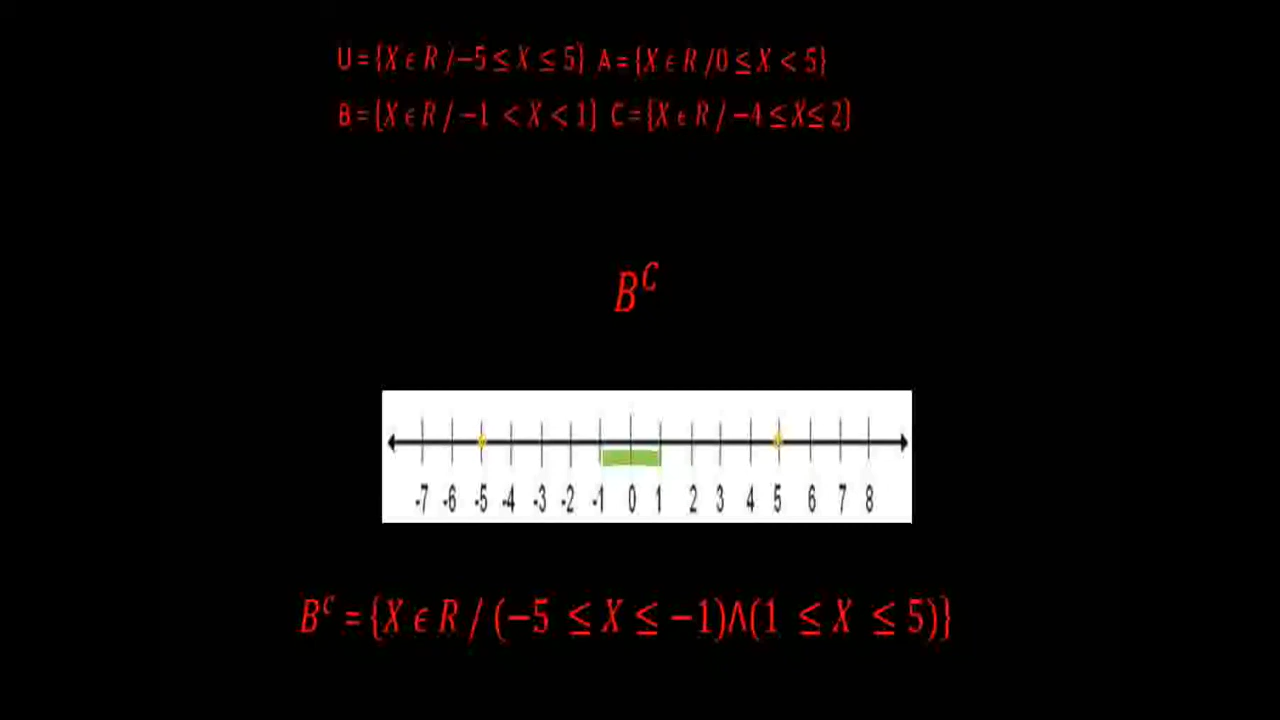 U={X ϵ R /−5 ≤ X ≤ 5} A={X ϵ R /0 ≤ X < 5}
B={X ϵ R / −1 < X < 1} C={X ϵ R / −4 ≤X≤ 2}
B^C
-7 -6 -5 -4 -3 -2 -1 0 1 2 3 4 5 6 7 8
B^C = {X ϵ R / (−5 ≤ X ≤ −1)Λ(1 ≤ X ≤ 5)}